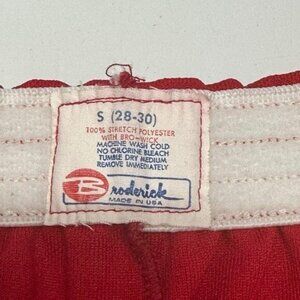 S (28-30)
100% STRETCH POLYESTER
WITH BRO-WICK
MACHINE WASH COLD
NO CHLORINE BLEACH
TUMBLE DRY MEDIUM
REMOVE IMMEDIATELY
Broderick
MADE IN USA